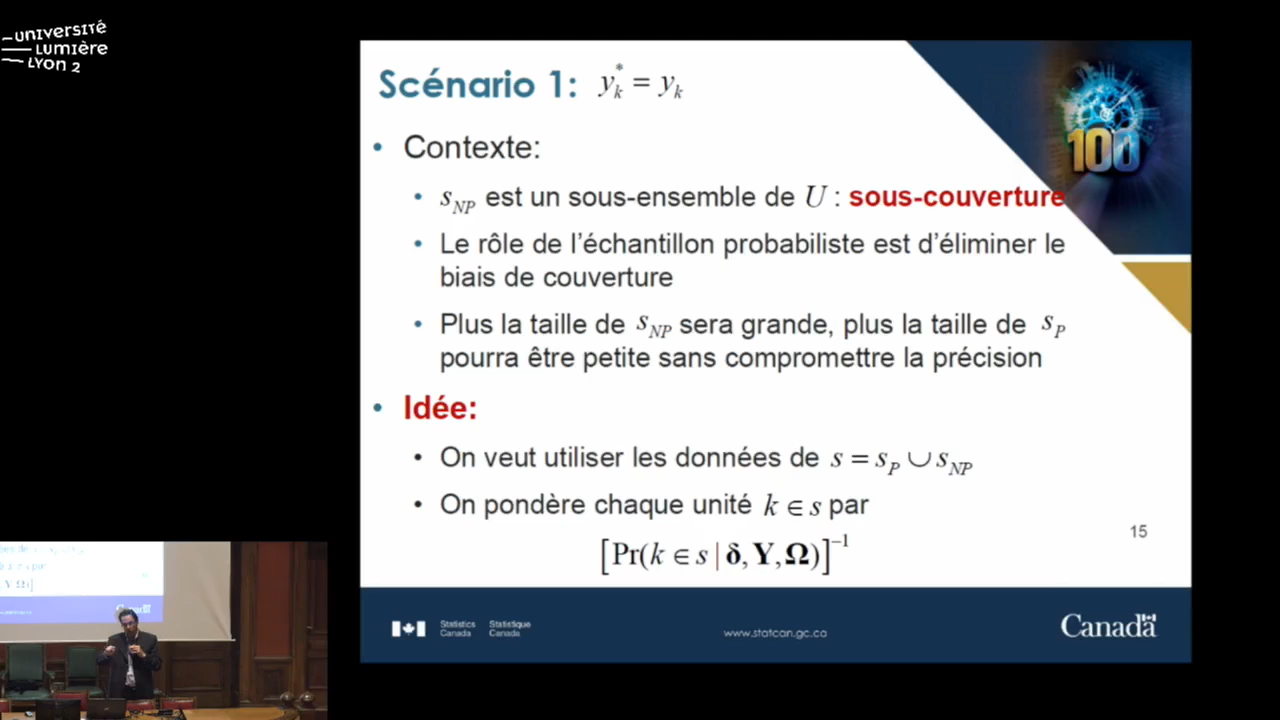 université
Lumière
Lyon 2
Scénario 1: y*ₖ = yₖ
100
• Contexte:
• s_NP est un sous-ensemble de U : sous-couverture
• Le rôle de l'échantillon probabiliste est d'éliminer le
biais de couverture
• Plus la taille de s_NP sera grande, plus la taille de s_P
pourra être petite sans compromettre la précision
• Idée:
• On veut utiliser les données de s = s_P ∪ s_NP
• On pondère chaque unité k ∈ s par
15
[Pr(k ∈ s | δ, Y, Ω)]⁻¹
Statistics Statistique
Canada Canada
www.statcan.gc.ca
Canada